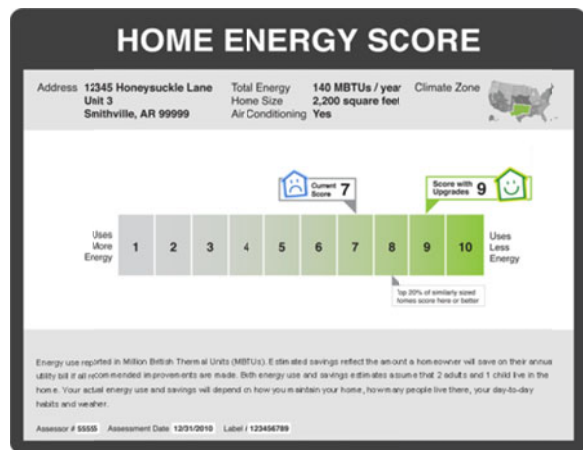 HOME ENERGY SCORE
Address 12345 Honeysuckle Lane
Unit 3
Smithville, AR 99999
Total Energy 140 MBTUs / year
Home Size 2,200 square feet
Air Conditioning Yes
Climate Zone
Current
Score 7
Score with
Upgrades 9
Uses
More
Energy
1 2 3 4 5 6 7 8 9 10
Uses
Less
Energy
Top 20% of similarly sized
homes score here or better
Energy use reported in Million British Thermal Units (MBTUs). Estimated savings reflect the amount a homeowner will save on their annual
utility bill if all recommended improvements are made. Both energy use and savings estimates assume that 2 adults and 1 child live in the
home. Your actual energy use and savings will depend on how you maintain your home, how many people live there, your day-to-day
habits and weather.
Assessor # 55555 Assessment Date 12/31/2010 Label # 123456789